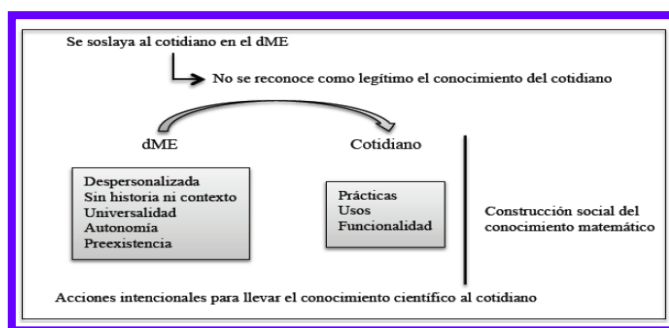 Se soslaya al cotidiano en el dME
No se reconoce como legítimo el conocimiento del cotidiano
dME
Cotidiano
Despersonalizada
Sin historia ni contexto
Universalidad
Autonomía
Preexistencia
Prácticas
Usos
Funcionalidad
Construcción social del
conocimiento matemático
Acciones intencionales para llevar el conocimiento científico al cotidiano